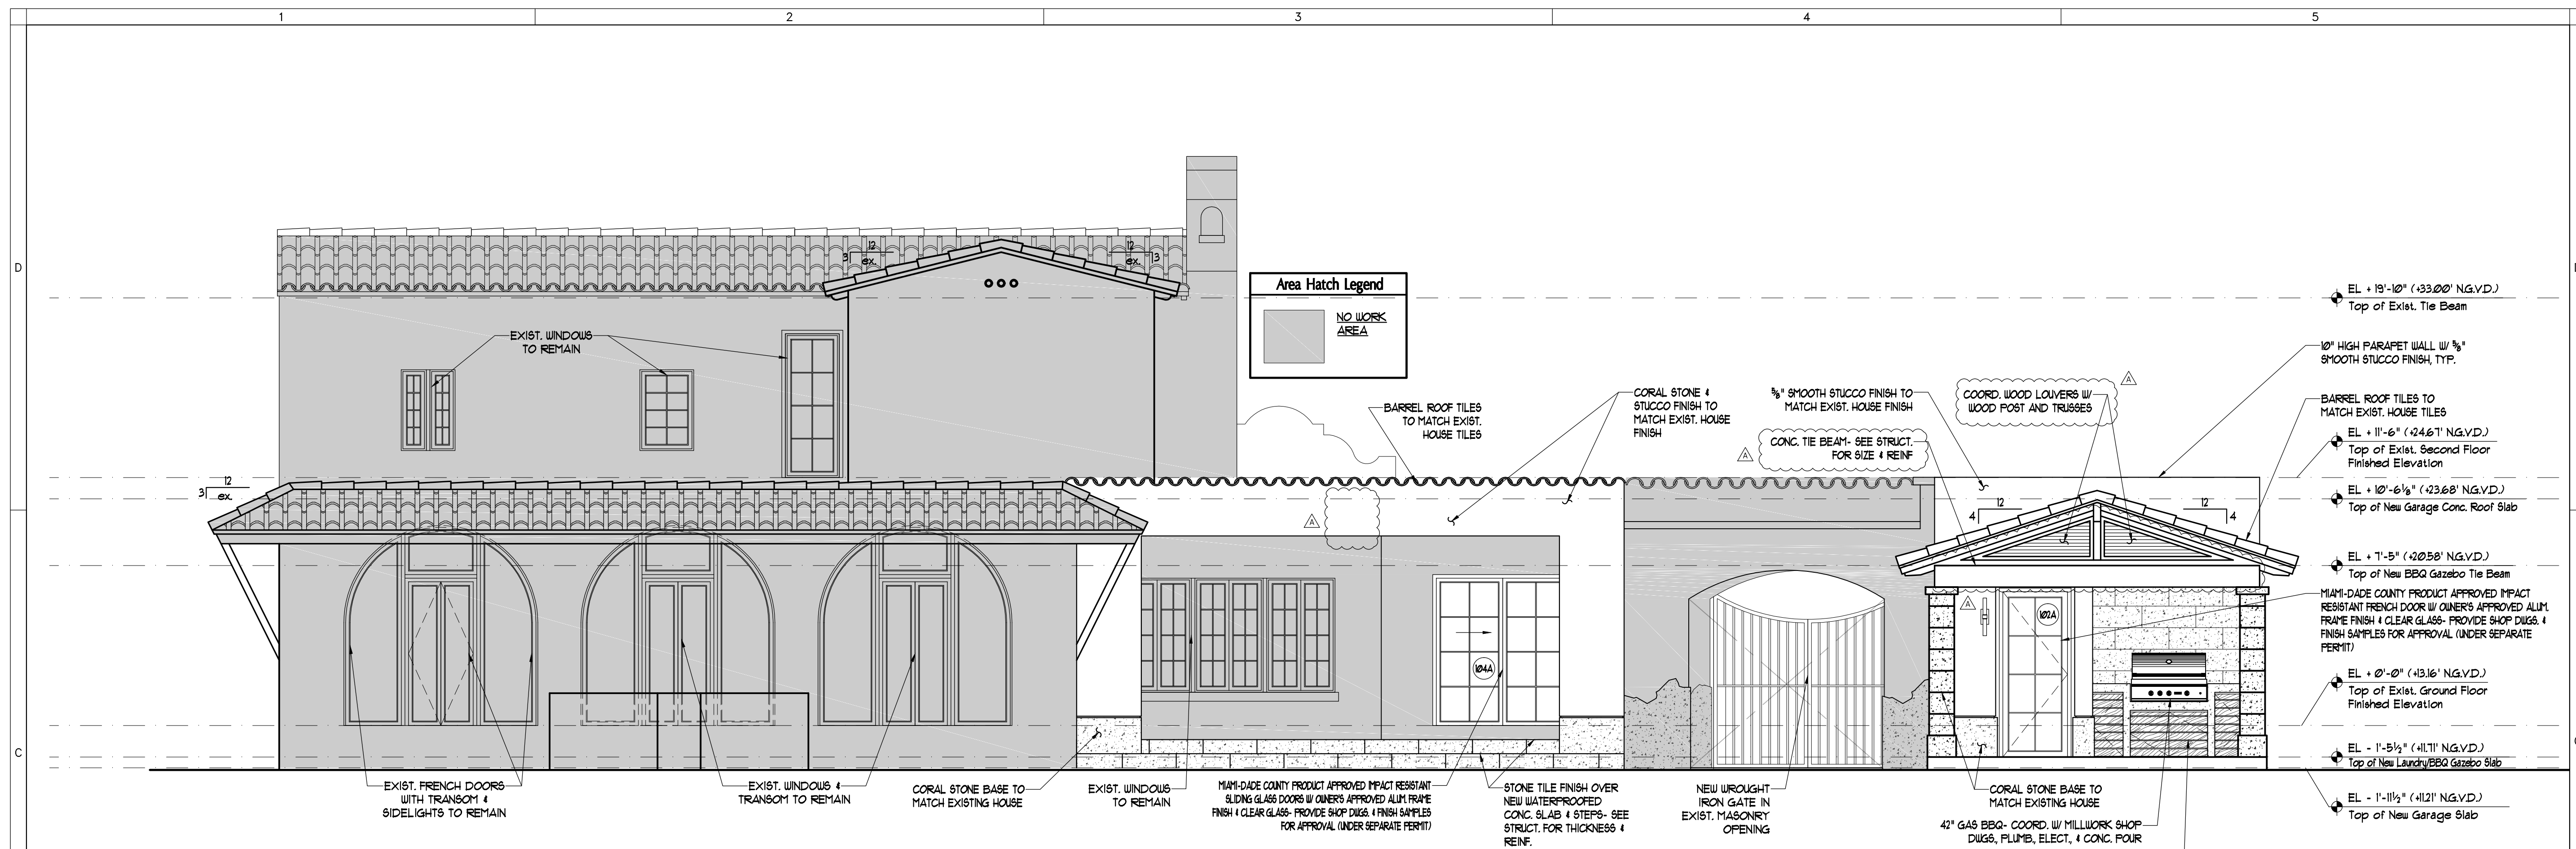 1
2
3
4
5
D
C
12
3
ex.
12
3
ex.
Area Hatch Legend
NO WORK
AREA
EXIST. WINDOWS
TO REMAIN
12
3
ex.
BARREL ROOF TILES
TO MATCH EXIST.
HOUSE TILES
CORAL STONE &
STUCCO FINISH TO
MATCH EXIST. HOUSE
FINISH
5/8" SMOOTH STUCCO FINISH TO
MATCH EXIST. HOUSE FINISH
CONC. TIE BEAM- SEE STRUCT.
FOR SIZE & REINF
A
COORD. WOOD LOUVERS W/
WOOD POST AND TRUSSES
A
A
A
12
4
12
4
102A
104A
EL + 19'-10" (+33.00' N.G.V.D.)
Top of Exist. Tie Beam
10" HIGH PARAPET WALL W/ 5/8"
SMOOTH STUCCO FINISH, TYP.
BARREL ROOF TILES TO
MATCH EXIST. HOUSE TILES
EL + 11'-6" (+24.67' N.G.V.D.)
Top of Exist. Second Floor
Finished Elevation
EL + 10'-6 1/8" (+23.68' N.G.V.D.)
Top of New Garage Conc. Roof Slab
EL + 7'-5" (+20.58' N.G.V.D.)
Top of New BBQ Gazebo Tie Beam
MIAMI-DADE COUNTY PRODUCT APPROVED IMPACT
RESISTANT FRENCH DOOR W/ OWNER'S APPROVED ALUM.
FRAME FINISH & CLEAR GLASS- PROVIDE SHOP DWGS. &
FINISH SAMPLES FOR APPROVAL (UNDER SEPARATE
PERMIT)
EL + 0'-0" (+13.16' N.G.V.D.)
Top of Exist. Ground Floor
Finished Elevation
EL - 1'-5 1/2" (+11.71' N.G.V.D.)
Top of New Laundry/BBQ Gazebo Slab
EL - 1'-11 1/2" (+11.21' N.G.V.D.)
Top of New Garage Slab
EXIST. FRENCH DOORS
WITH TRANSOM &
SIDELIGHTS TO REMAIN
EXIST. WINDOWS &
TRANSOM TO REMAIN
CORAL STONE BASE TO
MATCH EXISTING HOUSE
EXIST. WINDOWS
TO REMAIN
MIAMI-DADE COUNTY PRODUCT APPROVED IMPACT RESISTANT
SLIDING GLASS DOORS W/ OWNER'S APPROVED ALUM. FRAME
FINISH & CLEAR GLASS- PROVIDE SHOP DWGS. & FINISH SAMPLES
FOR APPROVAL (UNDER SEPARATE PERMIT)
STONE TILE FINISH OVER
NEW WATERPROOFED
CONC. SLAB & STEPS- SEE
STRUCT. FOR THICKNESS &
REINF.
NEW WROUGHT
IRON GATE IN
EXIST. MASONRY
OPENING
CORAL STONE BASE TO
MATCH EXISTING HOUSE
42" GAS BBQ- COORD. W/ MILLWORK SHOP
DWGS., PLUMB., ELECT., & CONC. POUR